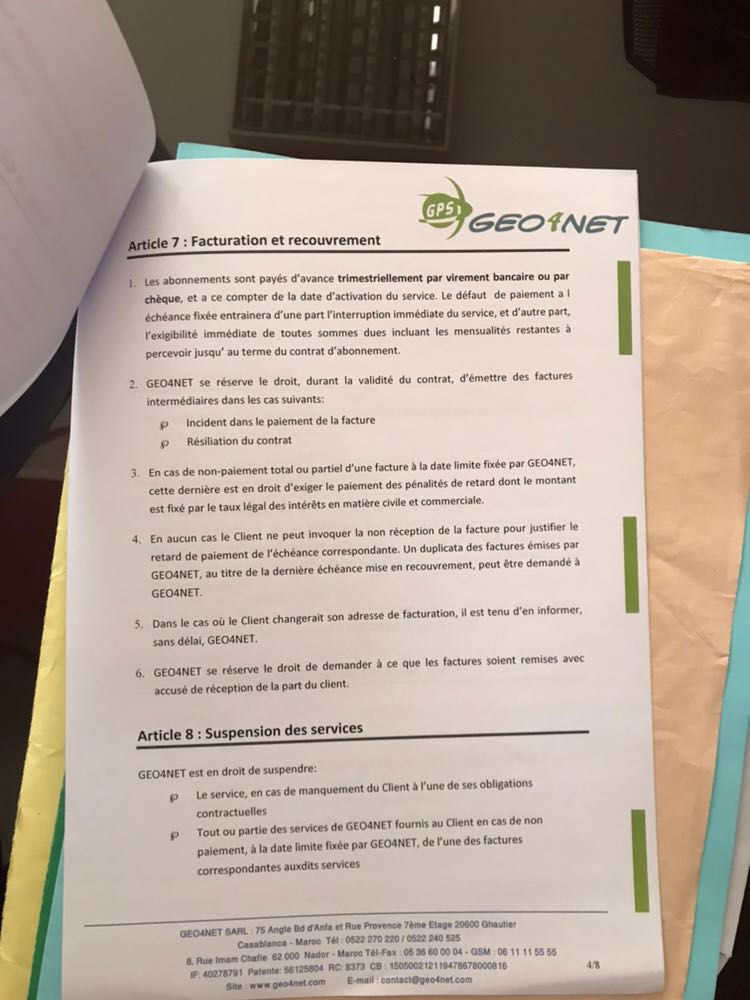 GPS GEO4NET
Article 7 : Facturation et recouvrement
1. Les abonnements sont payés d'avance trimestriellement par virement bancaire ou par
chèque, et a ce compter de la date d'activation du service. Le défaut de paiement a l
échéance fixée entrainera d'une part l'interruption immédiate du service, et d'autre part,
l'exigibilité immédiate de toutes sommes dues incluant les mensualités restantes à
percevoir jusqu' au terme du contrat d'abonnement.
2. GEO4NET se réserve le droit, durant la validité du contrat, d'émettre des factures
intermédiaires dans les cas suivants:
℘ Incident dans le paiement de la facture
℘ Résiliation du contrat
3. En cas de non-paiement total ou partiel d'une facture à la date limite fixée par GEO4NET,
cette dernière est en droit d'exiger le paiement des pénalités de retard dont le montant
est fixé par le taux légal des intérêts en matière civile et commerciale.
4. En aucun cas le Client ne peut invoquer la non réception de la facture pour justifier le
retard de paiement de l'échéance correspondante. Un duplicata des factures émises par
GEO4NET, au titre de la dernière échéance mise en recouvrement, peut être demandé à
GEO4NET.
5. Dans le cas où le Client changerait son adresse de facturation, il est tenu d'en informer,
sans délai, GEO4NET.
6. GEO4NET se réserve le droit de demander à ce que les factures soient remises avec
accusé de réception de la part du client.
Article 8 : Suspension des services
GEO4NET est en droit de suspendre:
℘ Le service, en cas de manquement du Client à l'une de ses obligations
contractuelles
℘ Tout ou partie des services de GEO4NET fournis au Client en cas de non
paiement, à la date limite fixée par GEO4NET, de l'une des factures
correspondantes auxdits services
GEO4NET SARL : 75 Angle Bd d'Anfa et Rue Provence 7ème Etage 20600 Ghautier
Casablanca - Maroc Tél : 0522 270 220 / 0522 240 525
8, Rue Imam Chafie 62 000 Nador - Maroc Tél-Fax : 05 36 60 00 04 - GSM : 06 11 11 55 55
IF: 40278791 Patente: 56125804 RC: 8373 CB : 150500212119478678000816
Site : www.geo4net.com E-mail : contact@geo4net.com
4/8